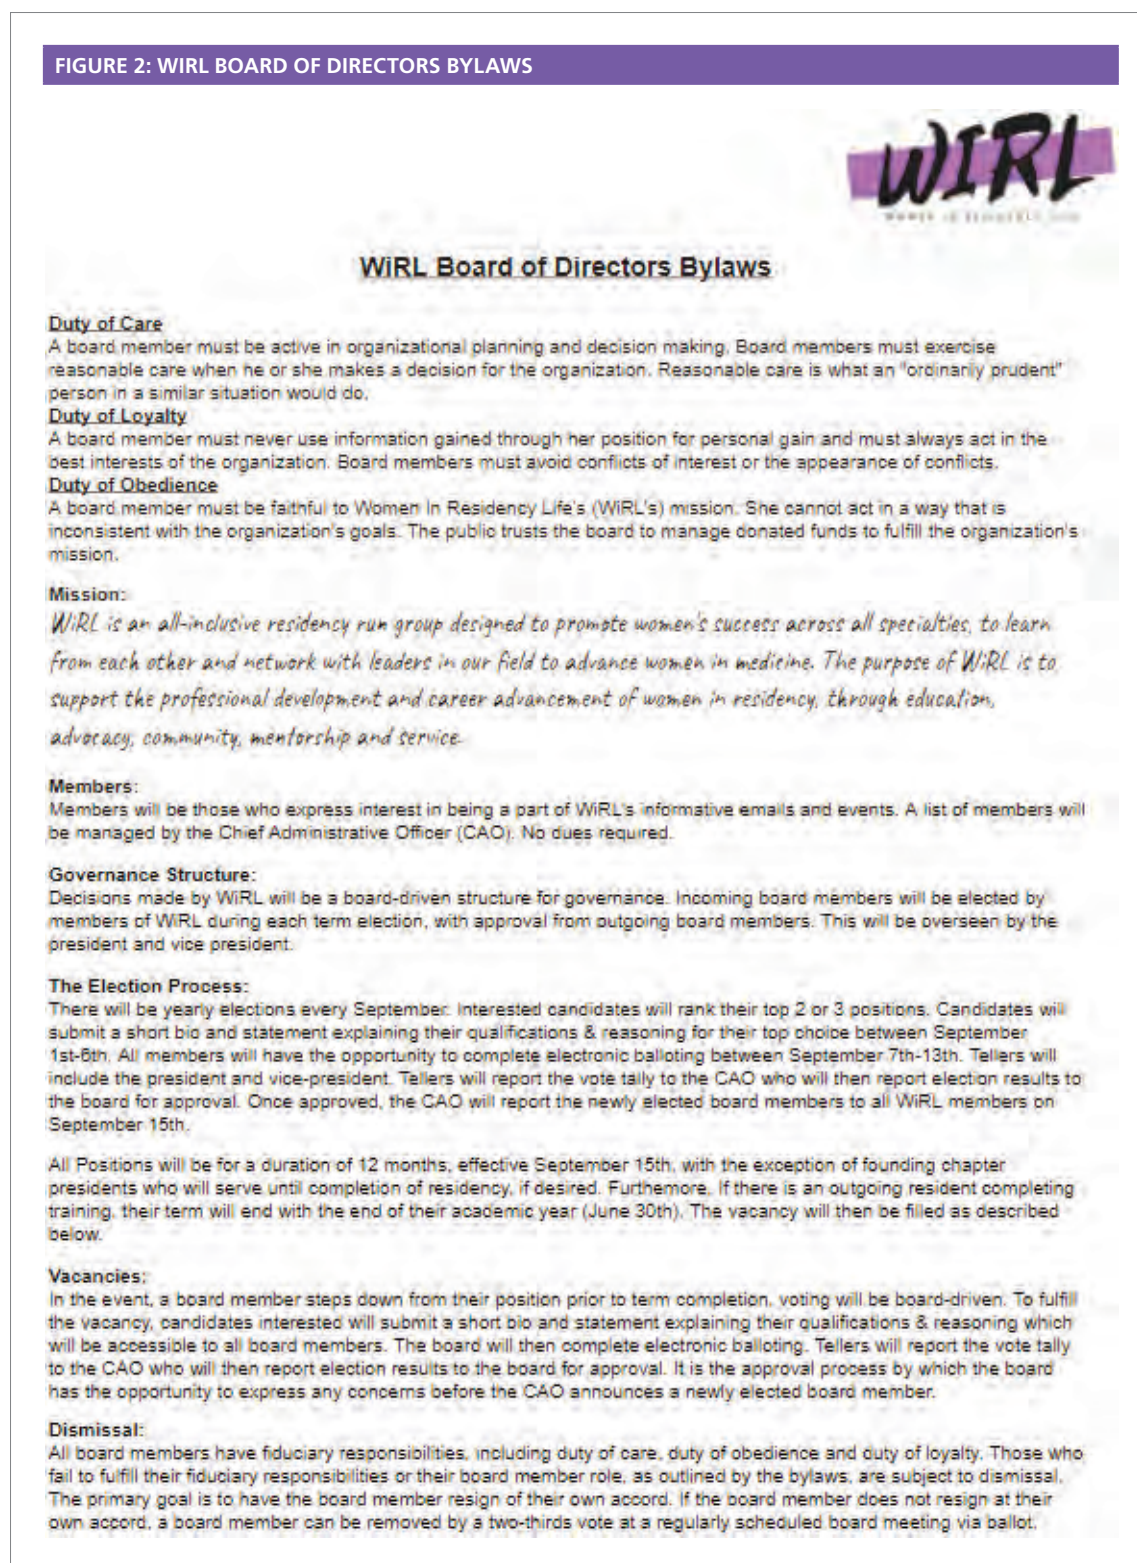 FIGURE 2: WIRL BOARD OF DIRECTORS BYLAWS
WIRL
WiRL Board of Directors Bylaws
Duty of Care
A board member must be active in organizational planning and decision making. Board members must exercise
reasonable care when he or she makes a decision for the organization. Reasonable care is what an "ordinarily prudent"
person in a similar situation would do.
Duty of Loyalty
A board member must never use information gained through her position for personal gain and must always act in the
best interests of the organization. Board members must avoid conflicts of interest or the appearance of conflicts.
Duty of Obedience
A board member must be faithful to Women In Residency Life's (WiRL's) mission. She cannot act in a way that is
inconsistent with the organization's goals. The public trusts the board to manage donated funds to fulfill the organization's
mission.
Mission:
WiRL is an all-inclusive residency run group designed to promote women's success across all specialties, to learn
from each other and network with leaders in our field to advance women in medicine. The purpose of WiRL is to
support the professional development and career advancement of women in residency, through education,
advocacy, community, mentorship and service.
Members:
Members will be those who express interest in being a part of WiRL's informative emails and events. A list of members will
be managed by the Chief Administrative Officer (CAO). No dues required.
Governance Structure:
Decisions made by WiRL will be a board-driven structure for governance. Incoming board members will be elected by
members of WiRL during each term election, with approval from outgoing board members. This will be overseen by the
president and vice president.
The Election Process:
There will be yearly elections every September. Interested candidates will rank their top 2 or 3 positions. Candidates will
submit a short bio and statement explaining their qualifications & reasoning for their top choice between September
1st-6th. All members will have the opportunity to complete electronic balloting between September 7th-13th. Tellers will
include the president and vice-president. Tellers will report the vote tally to the CAO who will then report election results to
the board for approval. Once approved, the CAO will report the newly elected board members to all WiRL members on
September 15th.
All Positions will be for a duration of 12 months, effective September 15th, with the exception of founding chapter
presidents who will serve until completion of residency, if desired. Furthemore, If there is an outgoing resident completing
training, their term will end with the end of their academic year (June 30th). The vacancy will then be filled as described
below.
Vacancies:
In the event, a board member steps down from their position prior to term completion, voting will be board-driven. To fulfill
the vacancy, candidates interested will submit a short bio and statement explaining their qualifications & reasoning which
will be accessible to all board members. The board will then complete electronic balloting. Tellers will report the vote tally
to the CAO who will then report election results to the board for approval. It is the approval process by which the board
has the opportunity to express any concerns before the CAO announces a newly elected board member.
Dismissal:
All board members have fiduciary responsibilities, including duty of care, duty of obedience and duty of loyalty. Those who
fail to fulfill their fiduciary responsibilities or their board member role, as outlined by the bylaws, are subject to dismissal.
The primary goal is to have the board member resign of their own accord. If the board member does not resign at their
own accord, a board member can be removed by a two-thirds vote at a regularly scheduled board meeting via ballot.